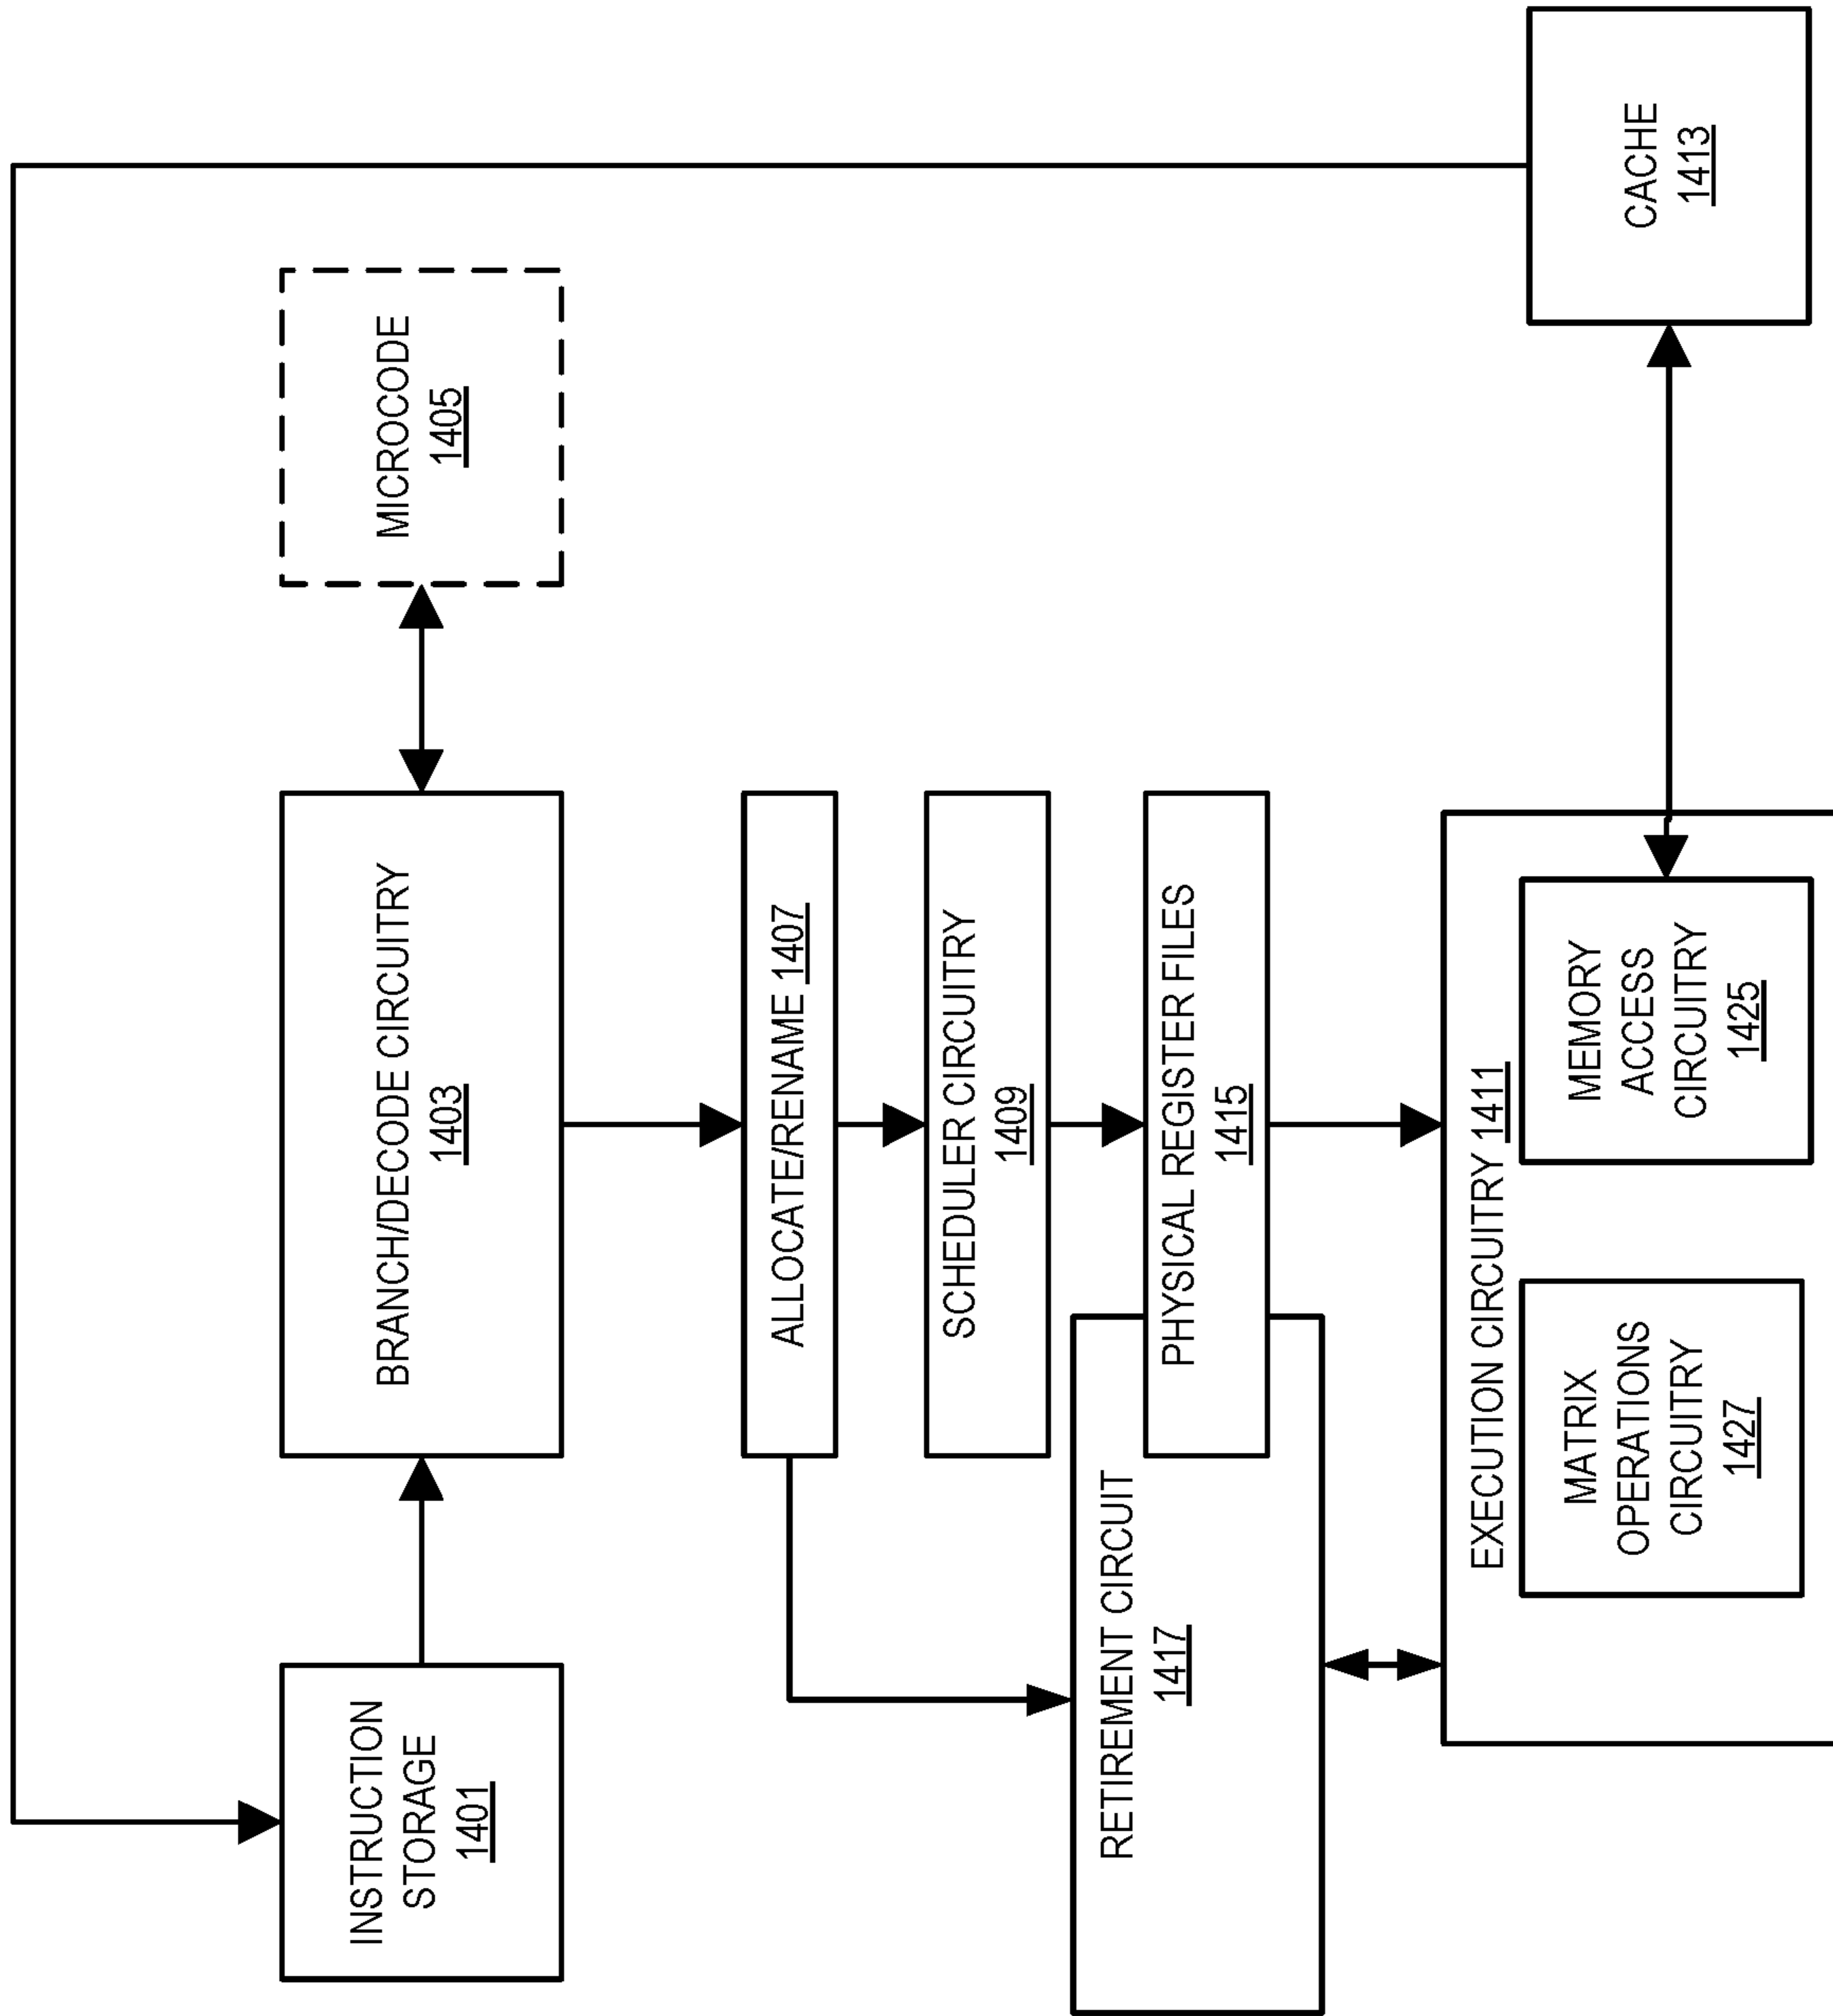 INSTRUCTION
STORAGE
1401
BRANCH/DECODE CIRCUITRY
1403
MICROCODE
1405
ALLOCATE/RENAME 1407
SCHEDULER CIRCUITRY
1409
RETIREMENT CIRCUIT
1417
PHYSICAL REGISTER FILES
1415
EXECUTION CIRCUITRY 1411
MATRIX
OPERATIONS
CIRCUITRY
1427
MEMORY
ACCESS
CIRCUITRY
1425
CACHE
1413